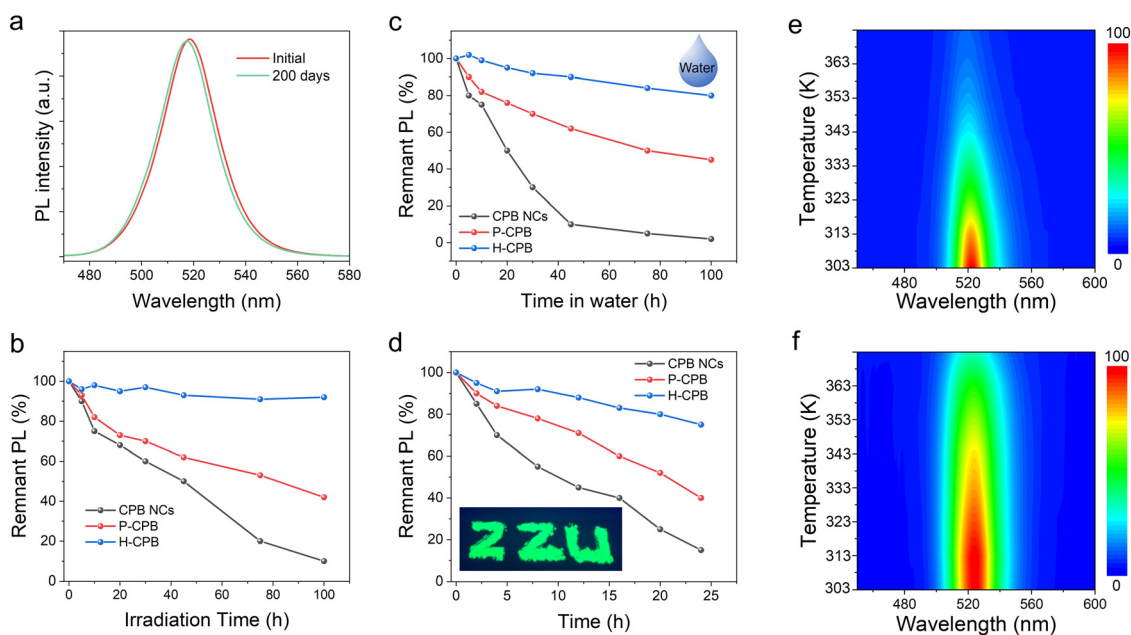 a
PL intensity (a.u.)
Initial
200 days
480 500 520 540 560 580
Wavelength (nm)
b
Remnant PL (%)
100
80
60
40
20
0
CPB NCs
P-CPB
H-CPB
0 20 40 60 80 100
Irradiation Time (h)
c
Remnant PL (%)
100
80
60
40
20
0
Water
CPB NCs
P-CPB
H-CPB
0 20 40 60 80 100
Time in water (h)
d
Remnant PL (%)
100
80
60
40
20
0
CPB NCs
P-CPB
H-CPB
ZZU
0 5 10 15 20 25
Time (h)
e
Temperature (K)
363
353
343
333
323
313
303
480 520 560 600
Wavelength (nm)
100
0
f
Temperature (K)
363
353
343
333
323
313
303
480 520 560 600
Wavelength (nm)
100
0